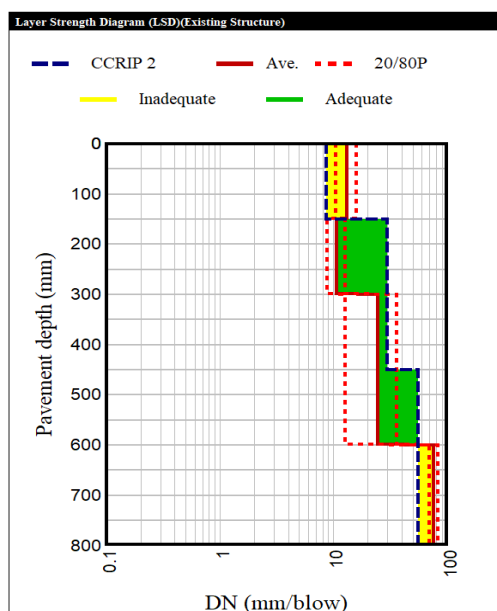 Layer Strength Diagram (LSD)(Existing Structure)
CCRIP 2 Ave. 20/80P
Inadequate Adequate
0
100
200
300
400
500
600
700
800
Pavement depth (mm)
0.1 1 10 100
DN (mm/blow)